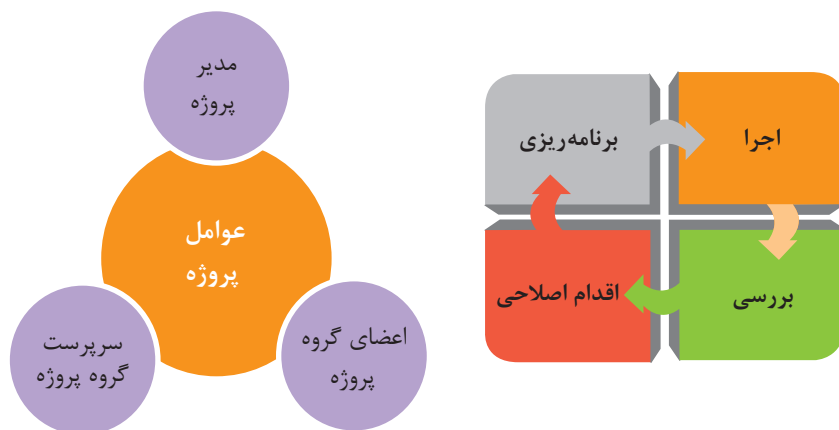 مدیر
پروژه
عوامل
پروژه
سرپرست
گروه پروژه
اعضای گروه
پروژه
برنامه‌ریزی
اجرا
بررسی
اقدام اصلاحی